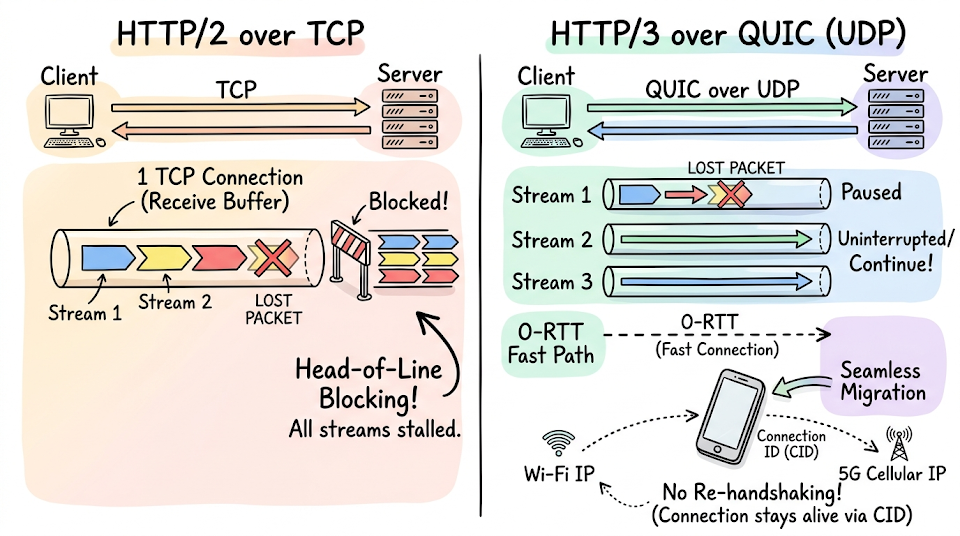 HTTP/2 over TCP
Client
Server
TCP
1 TCP Connection
(Receive Buffer)
Blocked!
Stream 1
Stream 2
LOST
PACKET
Head-of-Line
Blocking!
All streams stalled.
HTTP/3 over QUIC (UDP)
Client
Server
QUIC over UDP
LOST PACKET
Stream 1
Paused
Stream 2
Uninterrupted/
Continue!
Stream 3
0-RTT
Fast Path
0-RTT
(Fast Connection)
Seamless
Migration
Connection
ID (CID)
Wi-Fi IP
5G Cellular IP
No Re-handshaking!
(Connection stays alive via CID)